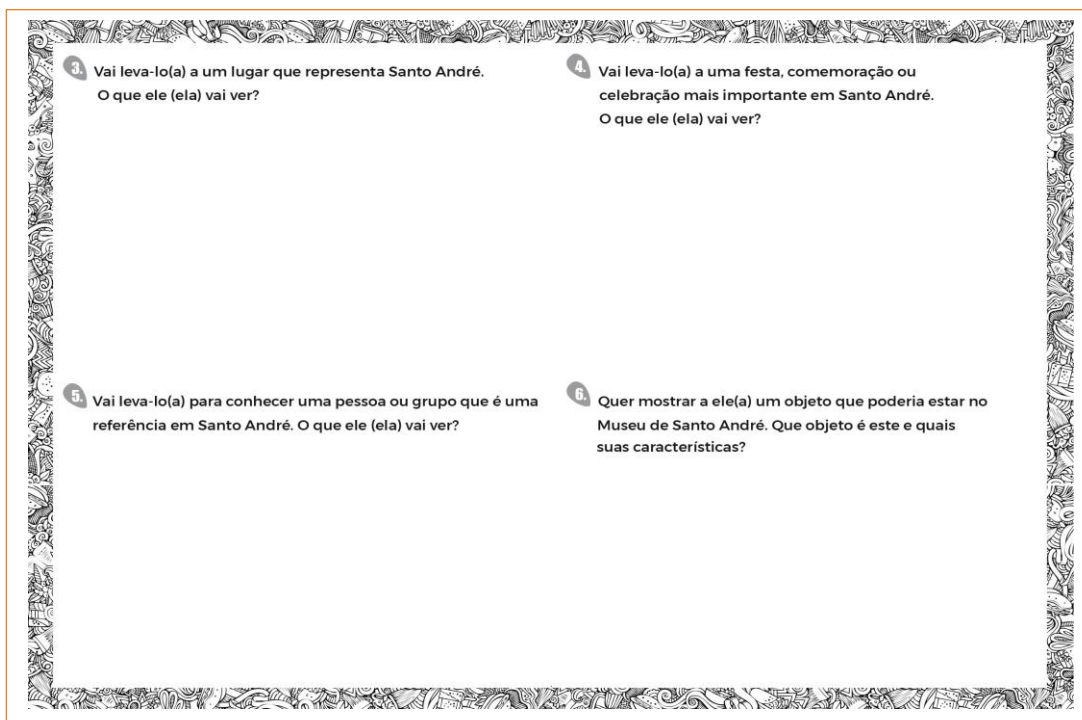 3. Vai leva-lo(a) a um lugar que representa Santo André.
O que ele (ela) vai ver?
4. Vai leva-lo(a) a uma festa, comemoração ou
celebração mais importante em Santo André.
O que ele (ela) vai ver?
5. Vai leva-lo(a) para conhecer uma pessoa ou grupo que é uma
referência em Santo André. O que ele (ela) vai ver?
6. Quer mostrar a ele(a) um objeto que poderia estar no
Museu de Santo André. Que objeto é este e quais
suas características?